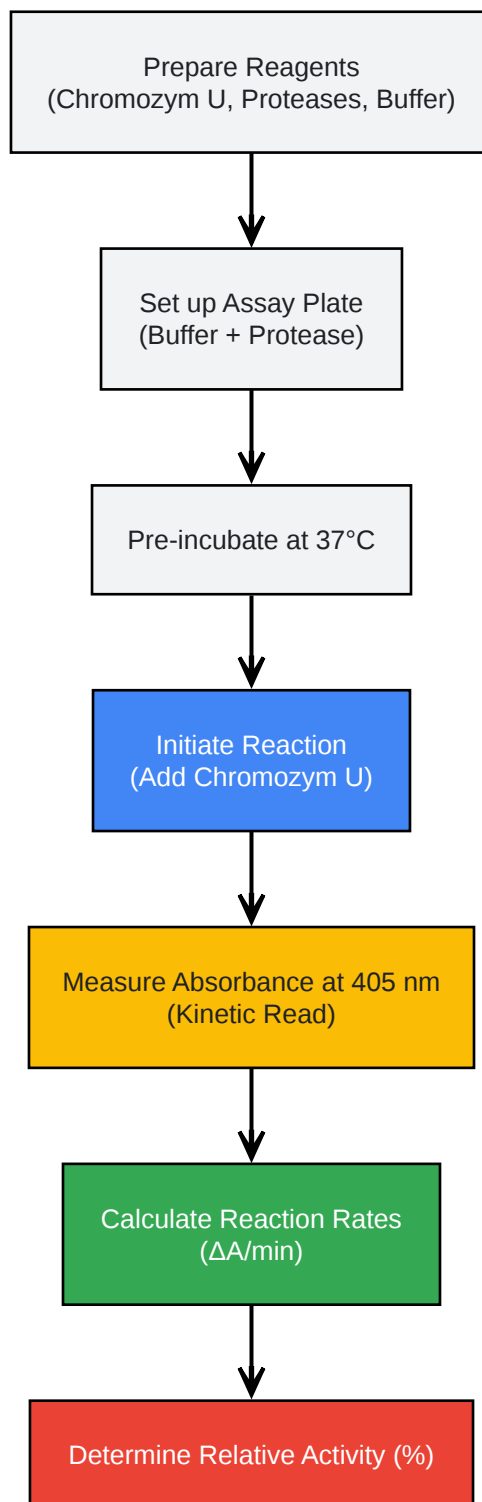 Prepare Reagents
(Chromozym U, Proteases, Buffer)
Set up Assay Plate
(Buffer + Protease)
Pre-incubate at 37°C
Initiate Reaction
(Add Chromozym U)
Measure Absorbance at 405 nm
(Kinetic Read)
Calculate Reaction Rates
(ΔA/min)
Determine Relative Activity (%)